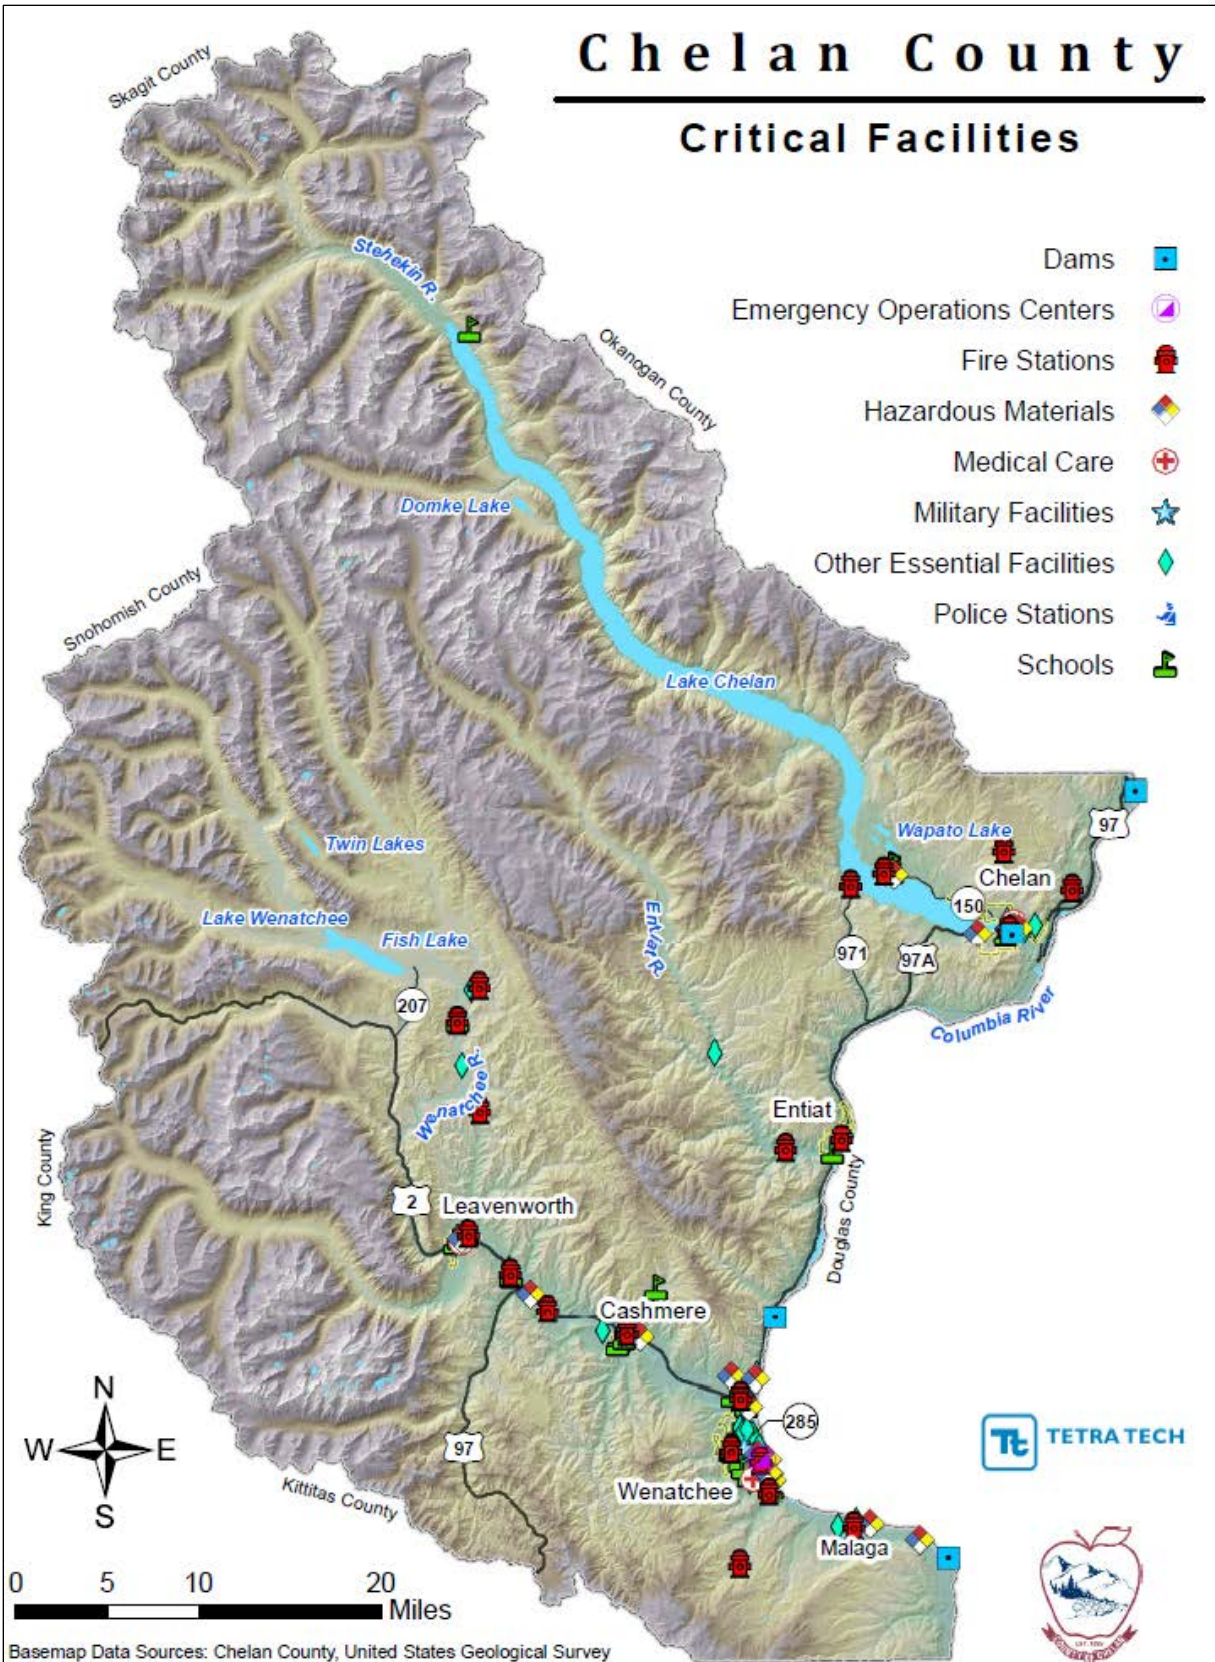 Chelan County
Critical Facilities
Skagit County
Stehekin R.
Dams
Emergency Operations Centers
Okanogan County
Fire Stations
Hazardous Materials
Medical Care
Domke Lake
Military Facilities
Other Essential Facilities
Snohomish County
Police Stations
Schools
Lake Chelan
97
Wapato Lake
Twin Lakes
Chelan
150
Lake Wenatchee
Entiat R.
Fish Lake
971
97A
207
Columbia River
Wenatchee R.
Entiat
King County
2
Leavenworth
Douglas County
Cashmere
N
W E
S
285
TETRA TECH
Tt
97
Wenatchee
Kittitas County
Malaga
0 5 10 20
Miles
COUNTY OF CHELAN
Basemap Data Sources: Chelan County, United States Geological Survey